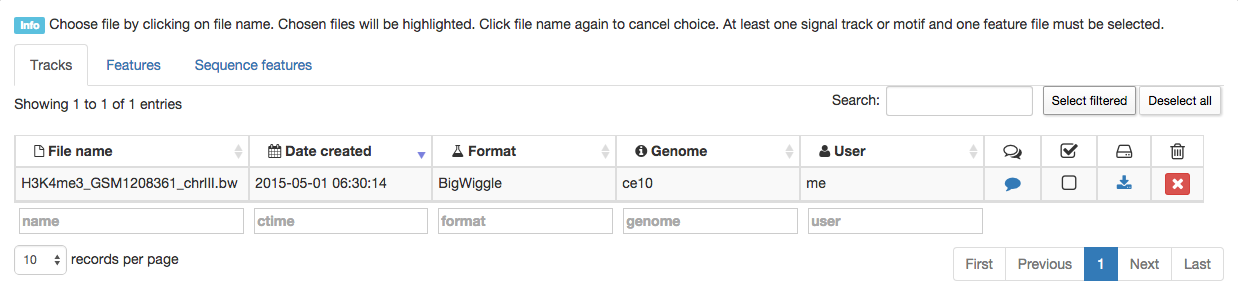 Info Choose file by clicking on file name. Chosen files will be highlighted. Click file name again to cancel choice. At least one signal track or motif and one feature file must be selected.
Tracks Features Sequence features
Showing 1 to 1 of 1 entries Search: Select filtered Deselect all
File name Date created Format Genome User
H3K4me3_GSM1208361_chrIII.bw 2015-05-01 06:30:14 BigWiggle ce10 me
name ctime format genome user
10 records per page
First Previous 1 Next Last